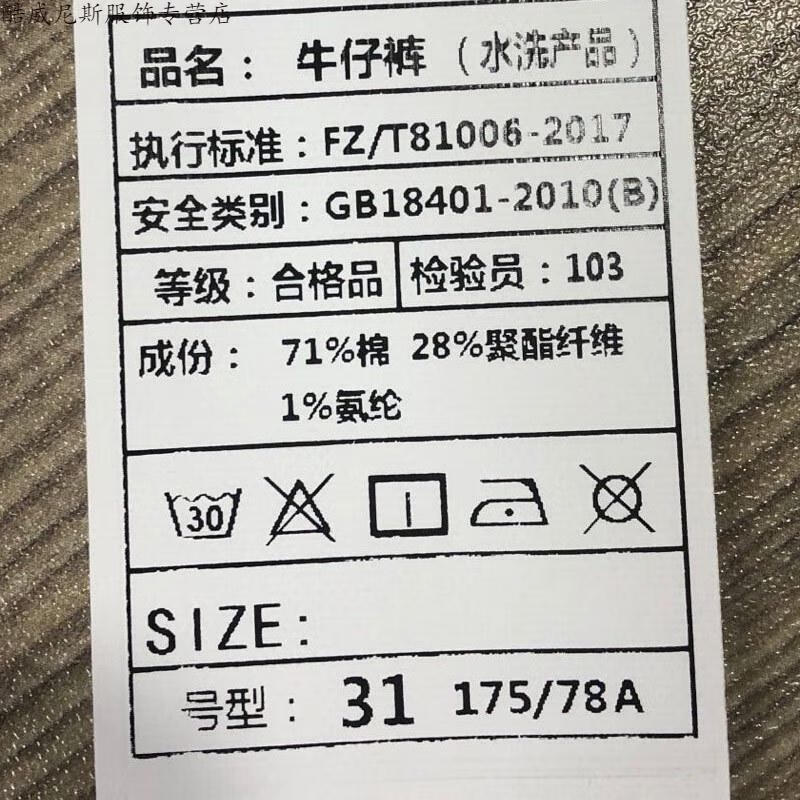 酷威尼斯服饰专营店
品名： 牛仔裤 （水洗产品）
执行标准：FZ/T81006-2017
安全类别：GB18401-2010(B)
等级：合格品 检验员：103
成份： 71%棉 28%聚酯纤维
1%氨纶
30
SIZE:
号型： 31 175/78A